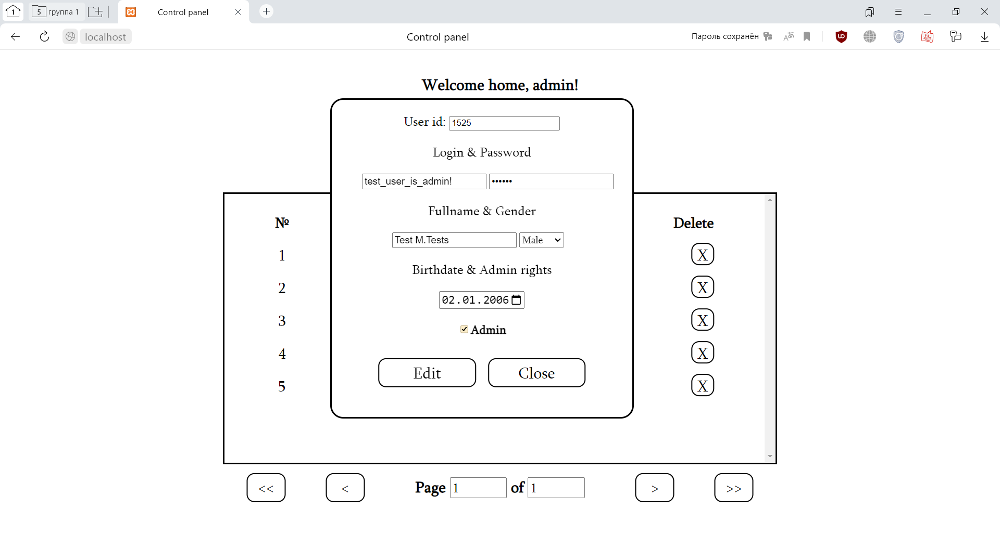 1
5 группа 1
Control panel
localhost
Control panel
Пароль сохранён
Welcome home, admin!
User id: 1525
Login & Password
test_user_is_admin! ••••••
Fullname & Gender
Test M.Tests Male
Birthdate & Admin rights
02.01.2006
Admin
Edit Close
№ Delete
1 X
2 X
3 X
4 X
5 X
<< < Page 1 of 1 > >>